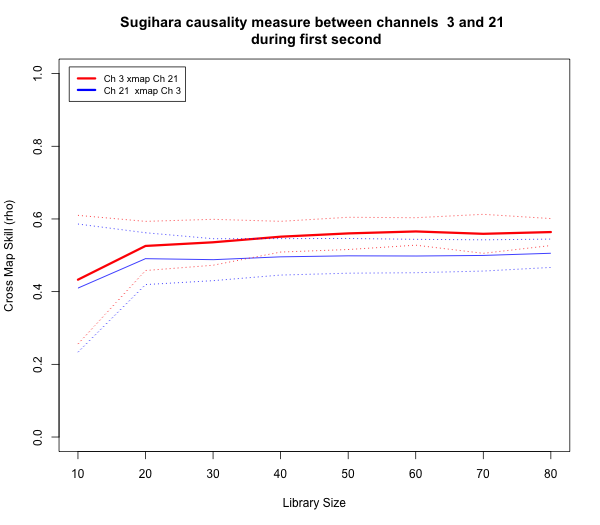 Sugihara causality measure between channels  3 and 21
during first second
Ch 3 xmap Ch 21
Ch 21  xmap Ch 3
Cross Map Skill (rho)
1.0
0.8
0.6
0.4
0.2
0.0
10 20 30 40 50 60 70 80
Library Size